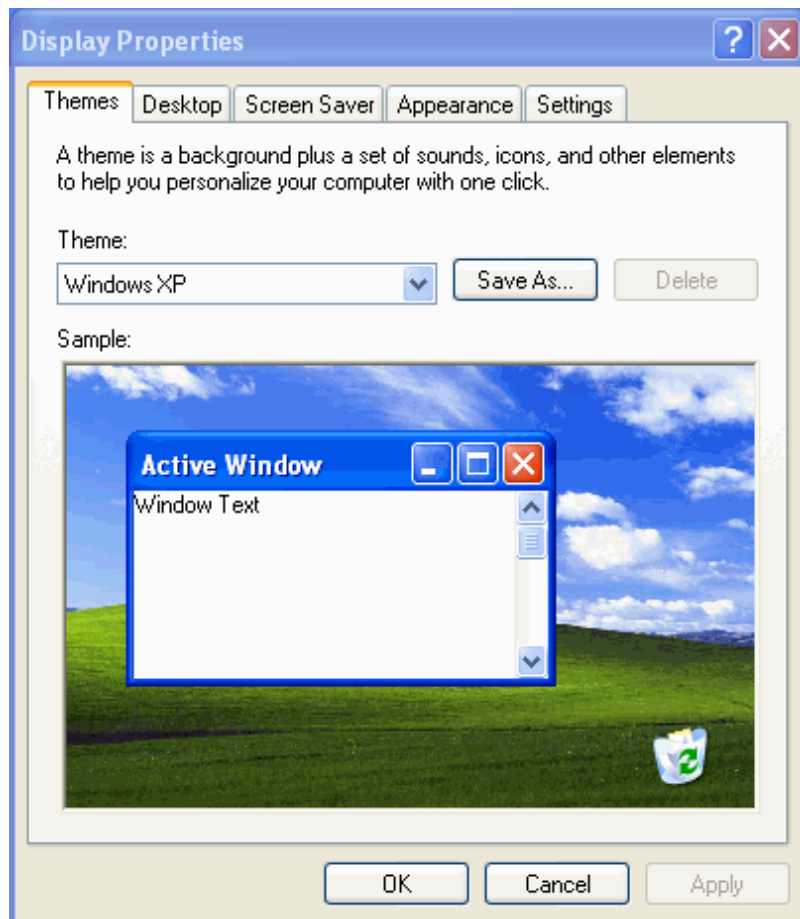 Display Properties
Themes Desktop Screen Saver Appearance Settings
A theme is a background plus a set of sounds, icons, and other elements
to help you personalize your computer with one click.
Theme:
Windows XP Save As... Delete
Sample:
Active Window
Window Text
OK Cancel Apply